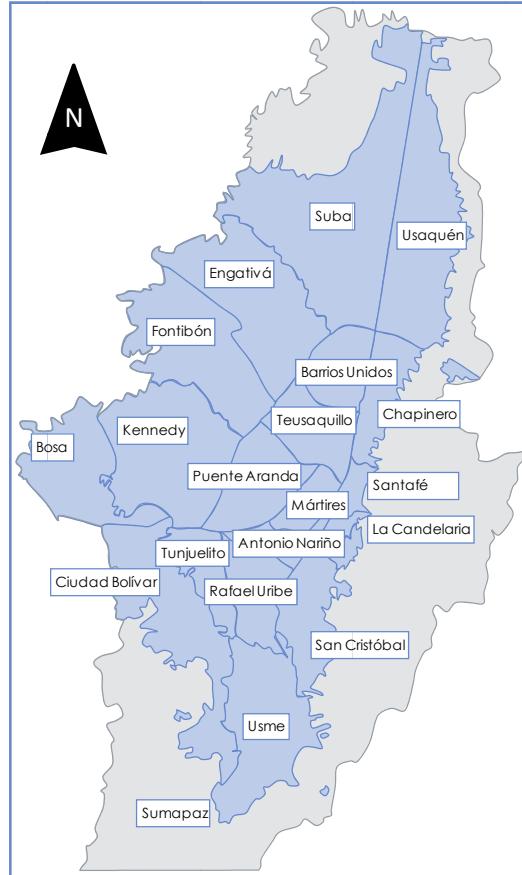 N
Suba
Usaquén
Engativá
Fontibón
Barrios Unidos
Chapinero
Teusaquillo
Kennedy
Bosa
Puente Aranda
Santafé
Mártires
La Candelaria
Antonio Nariño
Tunjuelito
Ciudad Bolívar
Rafael Uribe
San Cristóbal
Usme
Sumapaz